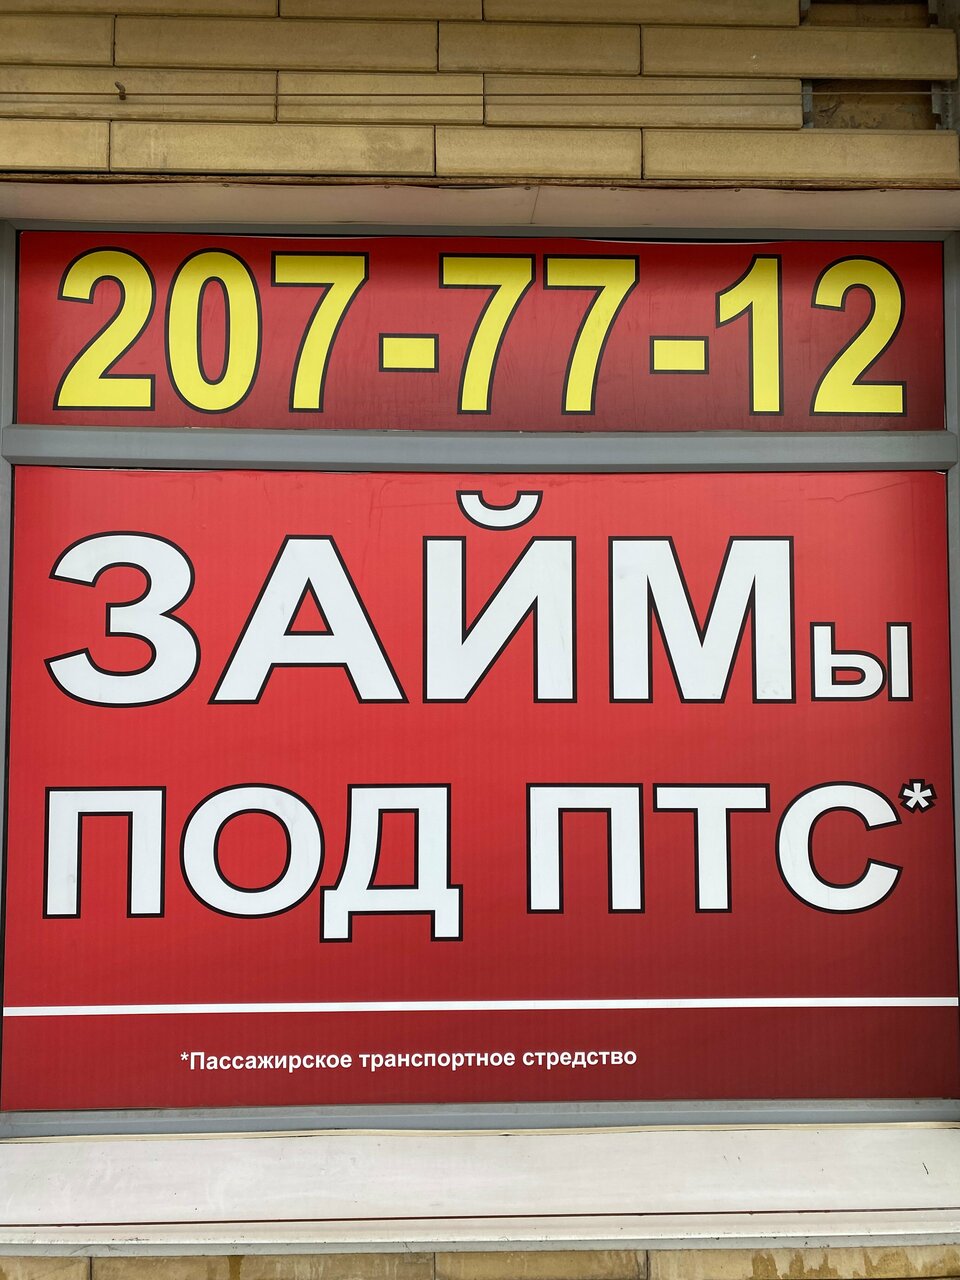 207-77-12
ЗАЙМы
ПОД ПТС*
*Пассажирское транспортное стредство